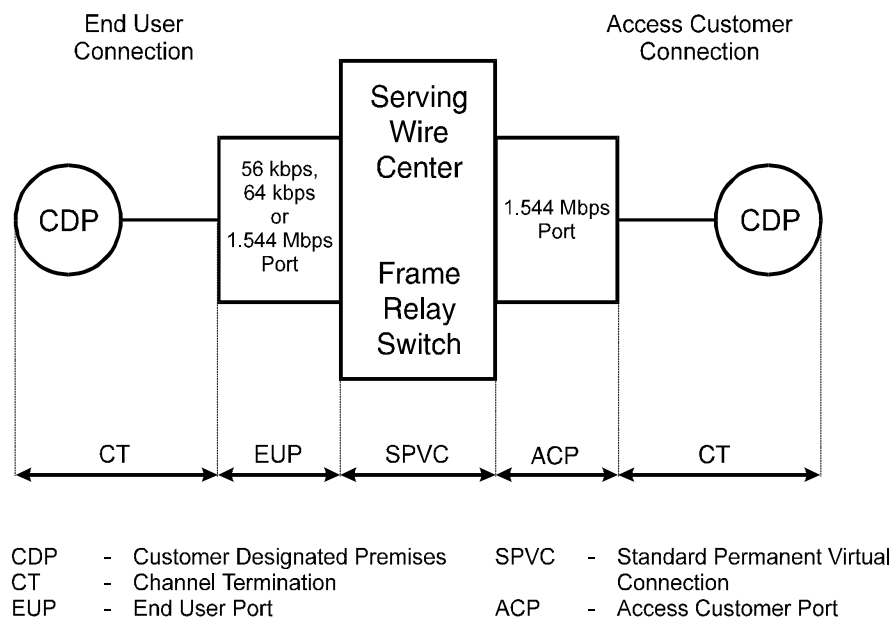 End User
Connection
Access Customer
Connection
Serving
Wire
Center
56 kbps,
64 kbps
or
1.544 Mbps
Port
1.544 Mbps
Port
CDP
CDP
Frame
Relay
Switch
CT
EUP
SPVC
ACP
CT
CDP - Customer Designated Premises
CT - Channel Termination
EUP - End User Port
SPVC - Standard Permanent Virtual
Connection
ACP - Access Customer Port